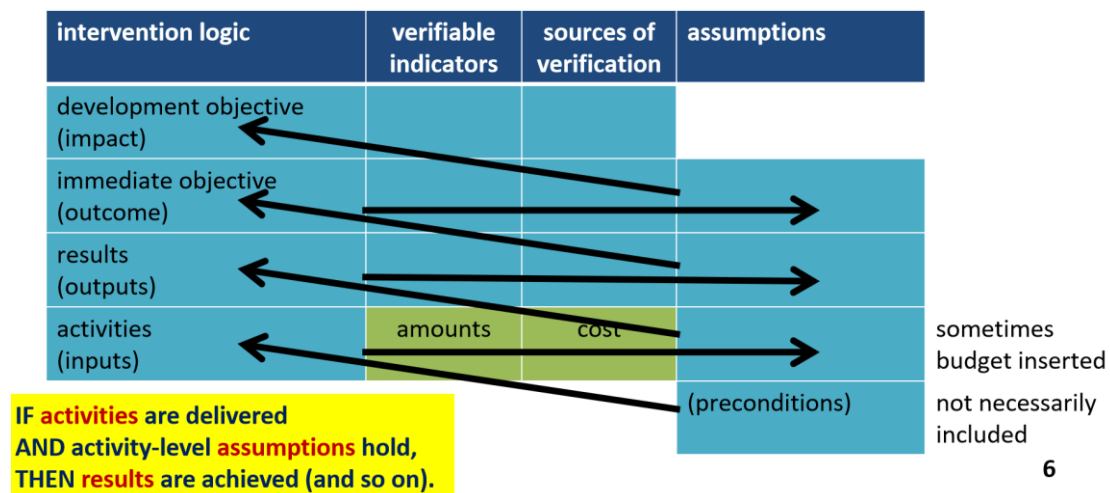 intervention logic
verifiable
indicators
sources of
verification
assumptions
development objective
(impact)
immediate objective
(outcome)
results
(outputs)
activities
(inputs)
amounts
cost
sometimes
budget inserted
(preconditions)
not necessarily
included
IF activities are delivered
AND activity-level assumptions hold,
THEN results are achieved (and so on).
6